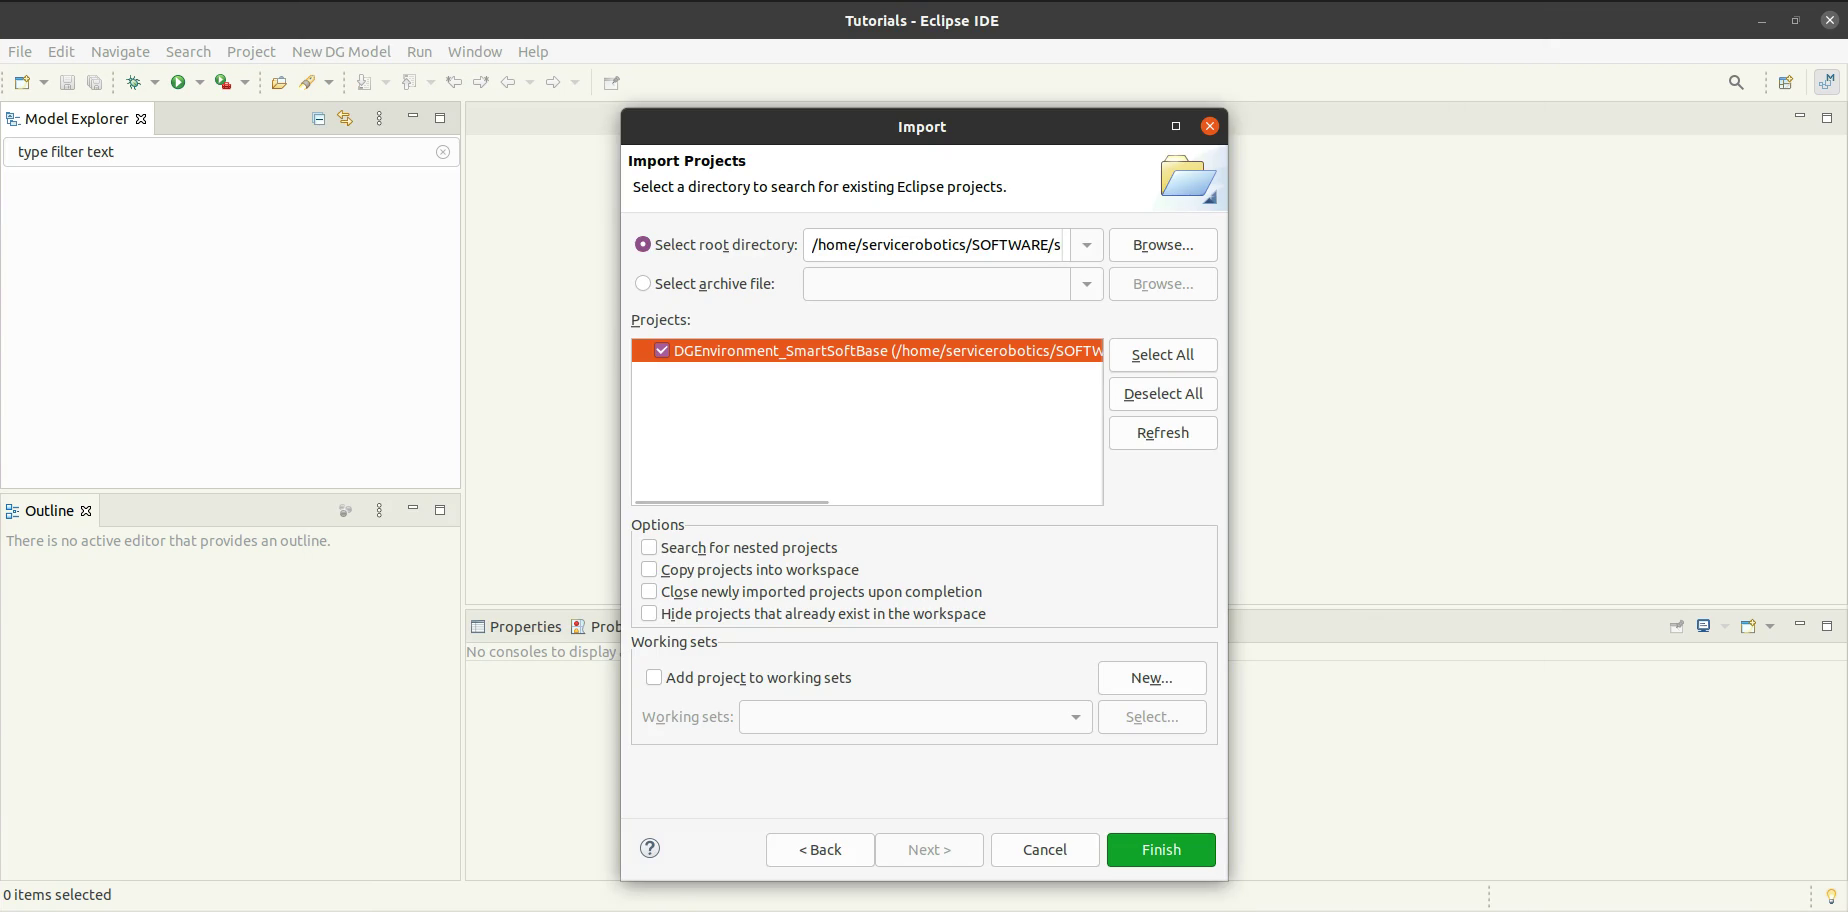 Tutorials - Eclipse IDE
File Edit Navigate Search Project New DG Model Run Window Help
Model Explorer
type filter text
Outline
There is no active editor that provides an outline.
Import
Import Projects
Select a directory to search for existing Eclipse projects.
Select root directory: /home/servicerobotics/SOFTWARE/s Browse...
Select archive file: Browse...
Projects:
DGEnvironment_SmartSoftBase (/home/servicerobotics/SOFTW
Select All
Deselect All
Refresh
Options
Search for nested projects
Copy projects into workspace
Close newly imported projects upon completion
Hide projects that already exist in the workspace
Working sets
Add project to working sets New...
Working sets: Select...
? < Back Next > Cancel Finish
Properties Prob
No consoles to display
0 items selected